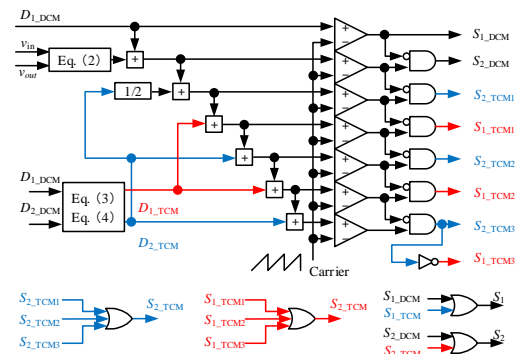 D1_DCM
S1_DCM
vin
Eq. (2)
+
+
−
vout
S2_DCM
+
−
1/2
+
S2_TCM1
+
−
+
S1_TCM1
+
−
+
S2_TCM2
+
−
+
D1_DCM
Eq. (3)
S1_TCM2
+
−
D2_DCM
Eq. (4)
D1_TCM
+
S2_TCM3
+
−
D2_TCM
Carrier
S1_TCM3
S2_TCM1
S2_TCM2
S2_TCM3
S2_TCM
S1_TCM1
S1_TCM2
S1_TCM3
S2_TCM
S1_DCM
S1_TCM
S1
S2_DCM
S2_TCM
S2